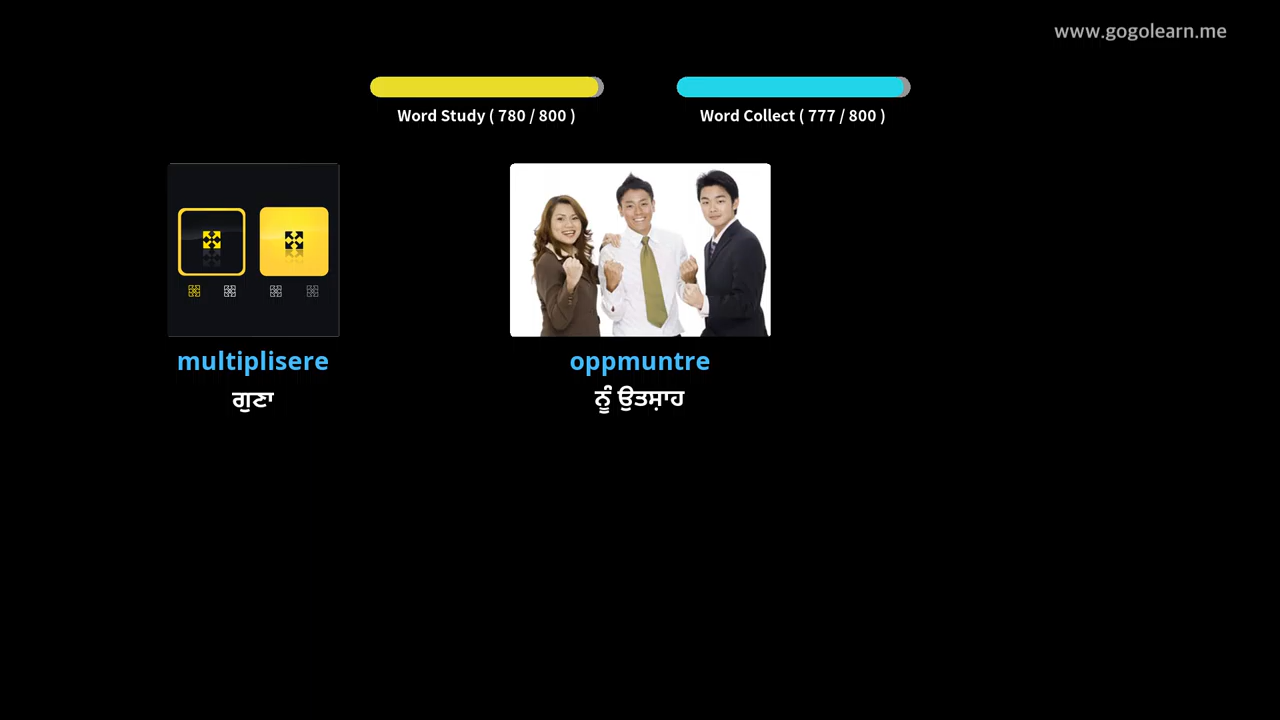 www.gogolearn.me
Word Study ( 780 / 800 )
Word Collect ( 777 / 800 )
multiplisere
oppmuntre
ਗੁਣਾ
ਨੂੰ ਉਤਸ਼ਾਹ